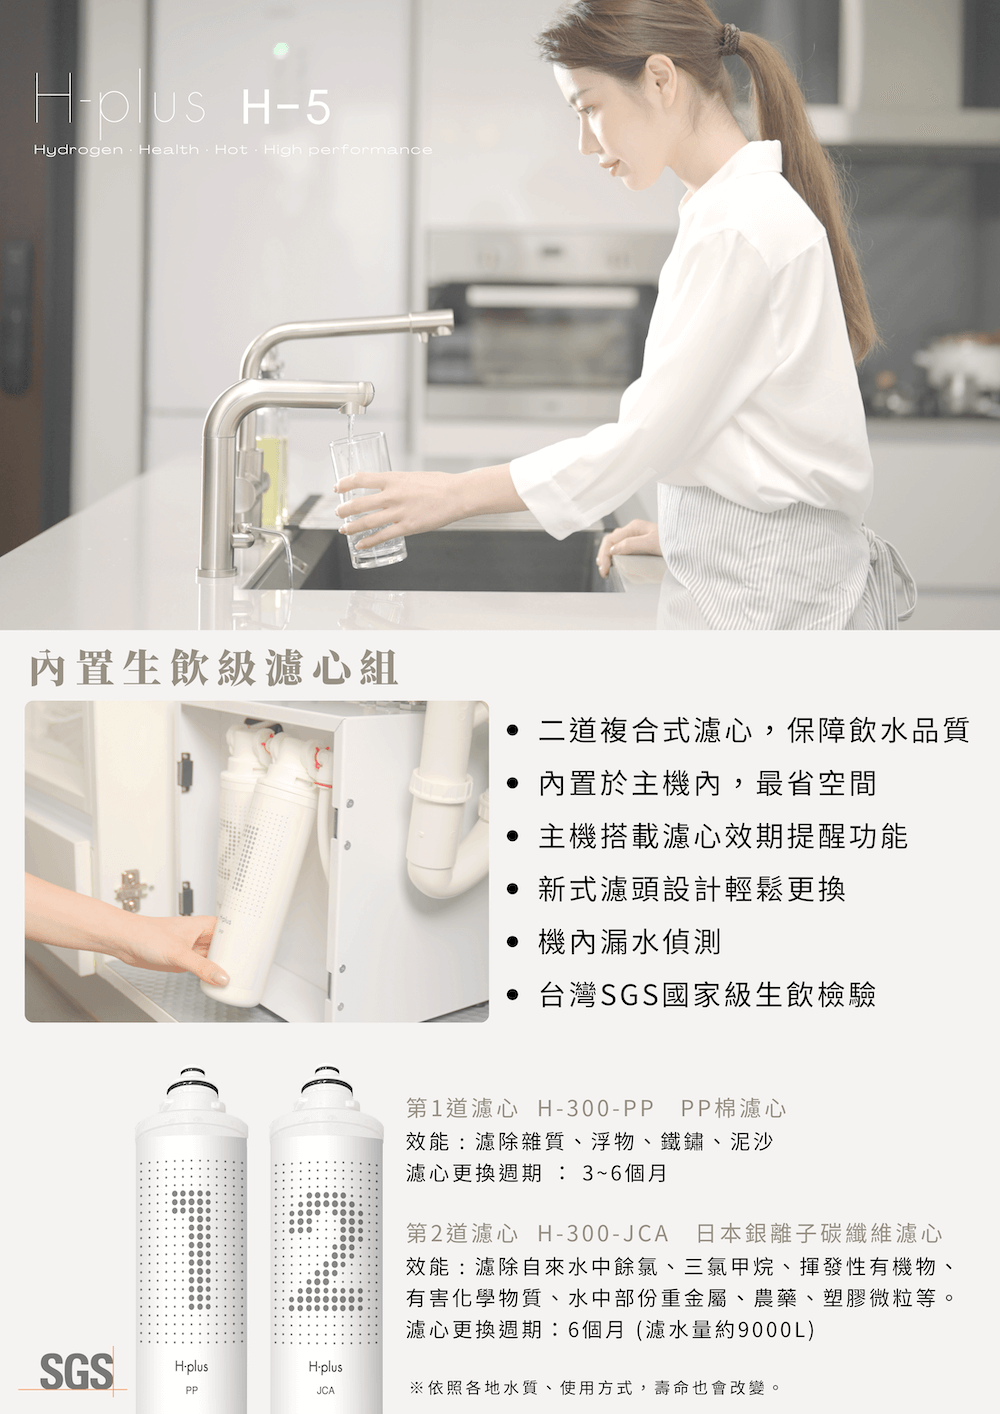 H-plus H-5
Hydrogen · Health · Hot · High performance
內置生飲級濾心組
• 二道複合式濾心，保障飲水品質
• 內置於主機內，最省空間
• 主機搭載濾心效期提醒功能
• 新式濾頭設計輕鬆更換
• 機內漏水偵測
• 台灣SGS國家級生飲檢驗
H·plus
第1道濾心 H-300-PP PP棉濾心
效能：濾除雜質、浮物、鐵鏽、泥沙
濾心更換週期 ： 3~6個月
第2道濾心 H-300-JCA 日本銀離子碳纖維濾心
效能：濾除自來水中餘氯、三氯甲烷、揮發性有機物、
有害化學物質、水中部份重金屬、農藥、塑膠微粒等。
濾心更換週期：6個月 (濾水量約9000L)
※依照各地水質、使用方式，壽命也會改變。
1
H·plus
PP
2
H·plus
JCA
SGS